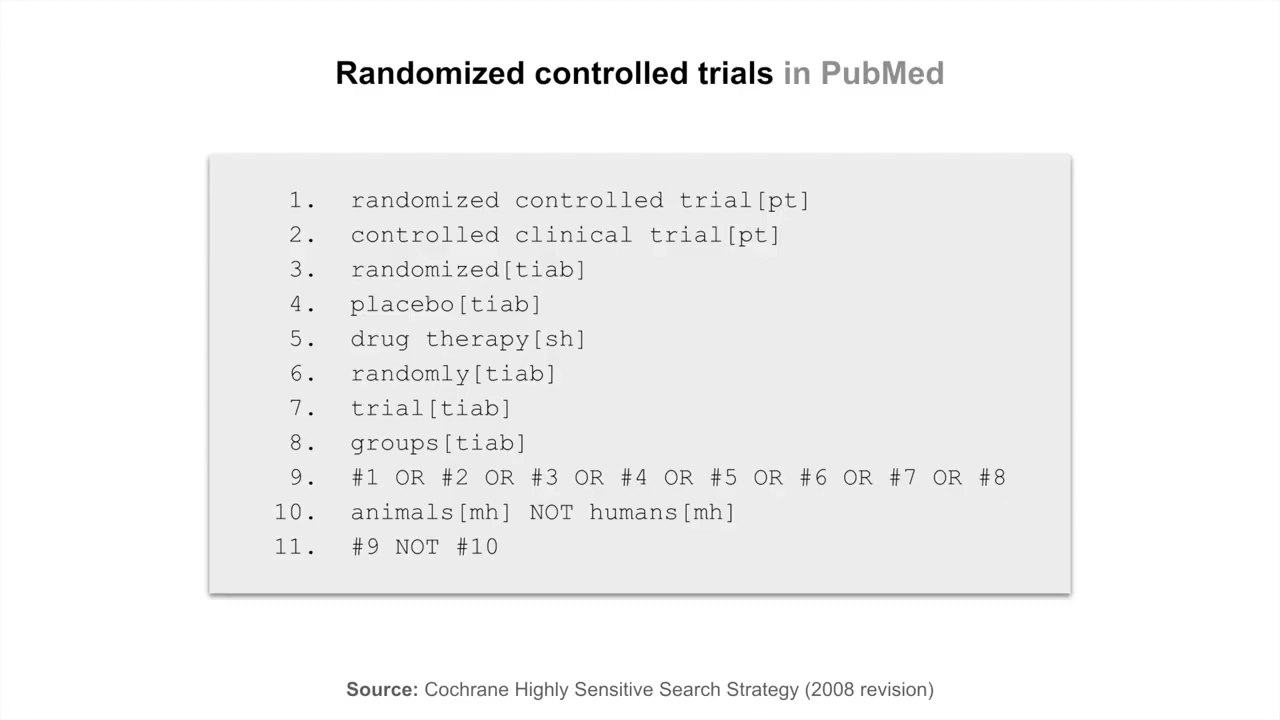 Randomized controlled trials in PubMed
1. randomized controlled trial[pt]
2. controlled clinical trial[pt]
3. randomized[tiab]
4. placebo[tiab]
5. drug therapy[sh]
6. randomly[tiab]
7. trial[tiab]
8. groups[tiab]
9. #1 OR #2 OR #3 OR #4 OR #5 OR #6 OR #7 OR #8
10. animals[mh] NOT humans[mh]
11. #9 NOT #10
Source: Cochrane Highly Sensitive Search Strategy (2008 revision)